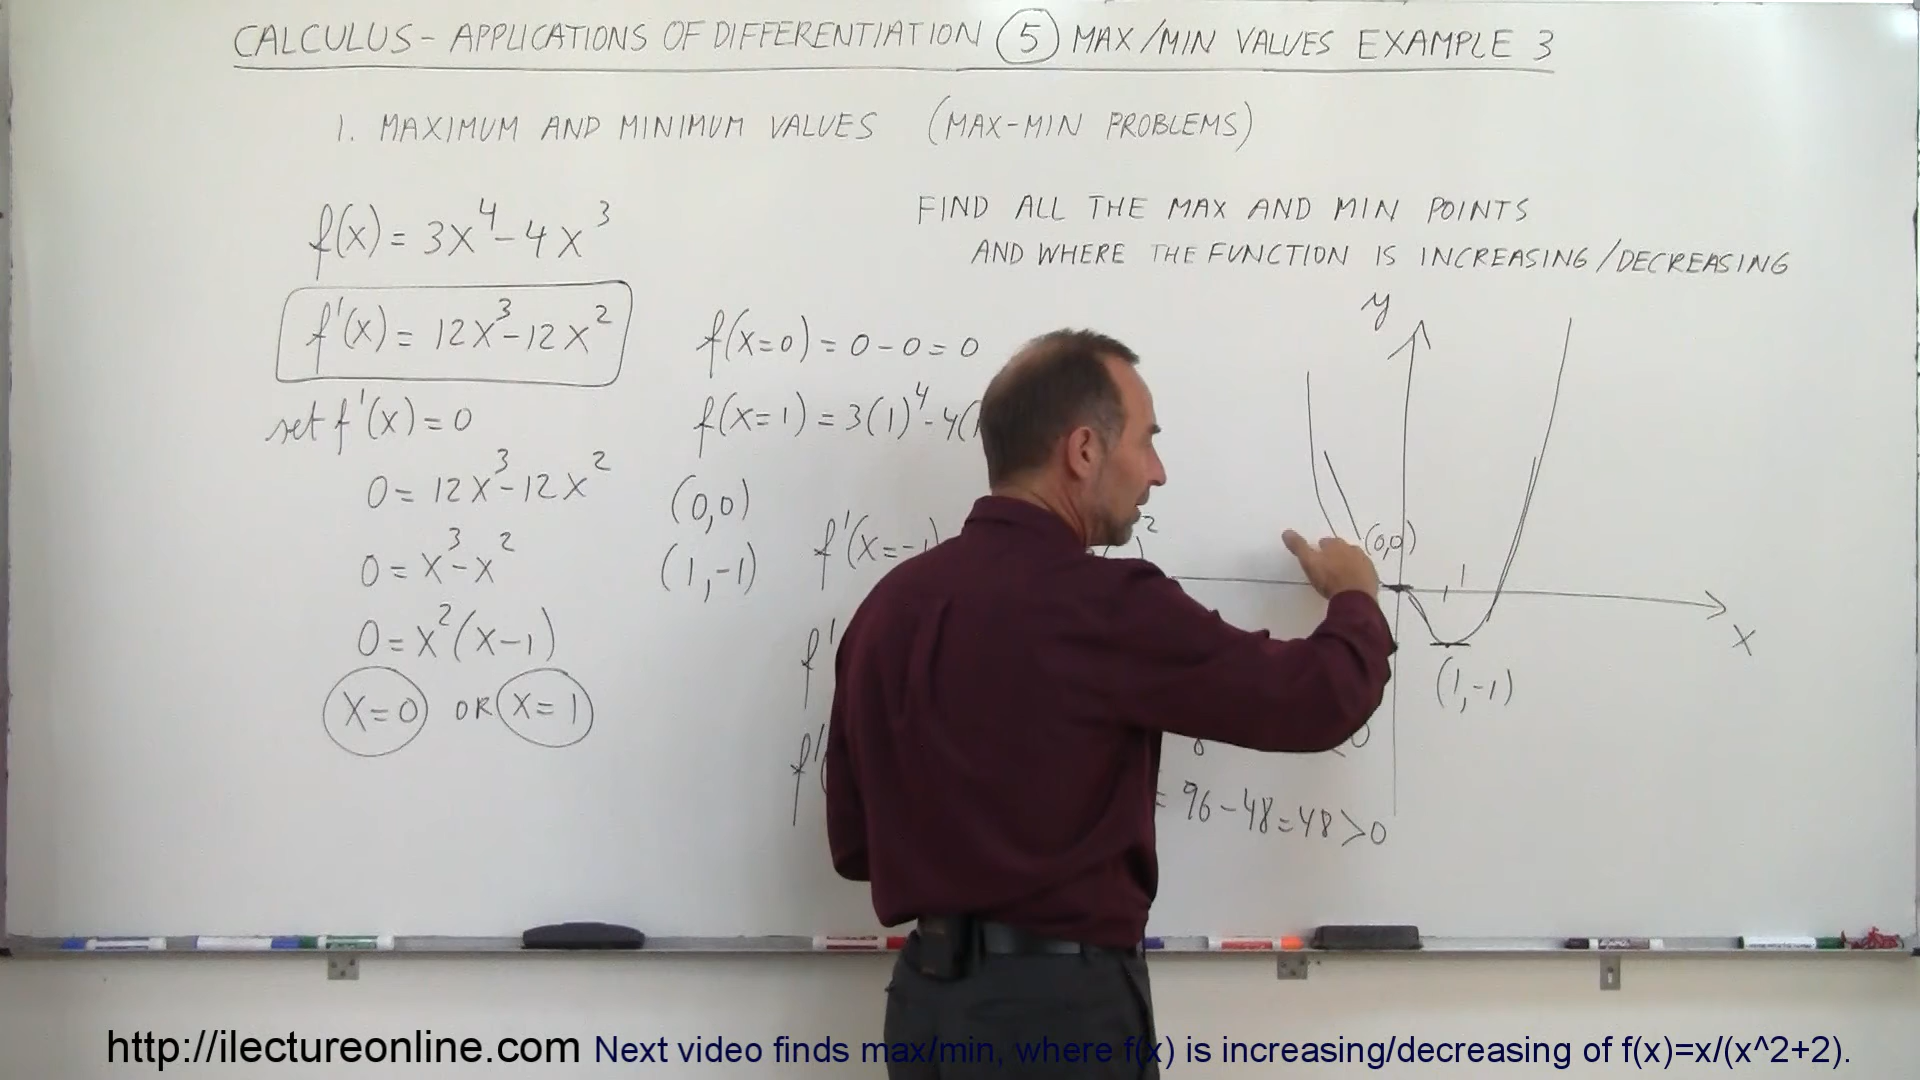 CALCULUS - APPLICATIONS OF DIFFERENTIATION (5) MAX/MIN VALUES EXAMPLE 3
1. MAXIMUM AND MINIMUM VALUES (MAX-MIN PROBLEMS)
FIND ALL THE MAX AND MIN POINTS
AND WHERE THE FUNCTION IS INCREASING/DECREASING
f(x) = 3x⁴ - 4x³
f'(x) = 12x³ - 12x²
set f'(x) = 0
0 = 12x³ - 12x²
0 = x³ - x²
0 = x²(x-1)
x=0 OR x=1
f(x=0) = 0 - 0 = 0
f(x=1) = 3(1)⁴ - 4(
(0,0)
(1,-1)
f'(x=-1)
f'
f'(
= 96 - 48 = 48 > 0
y
(0,0)
1
x
(1,-1)
http://ilectureonline.com Next video finds max/min, where f(x) is increasing/decreasing of f(x)=x/(x^2+2).